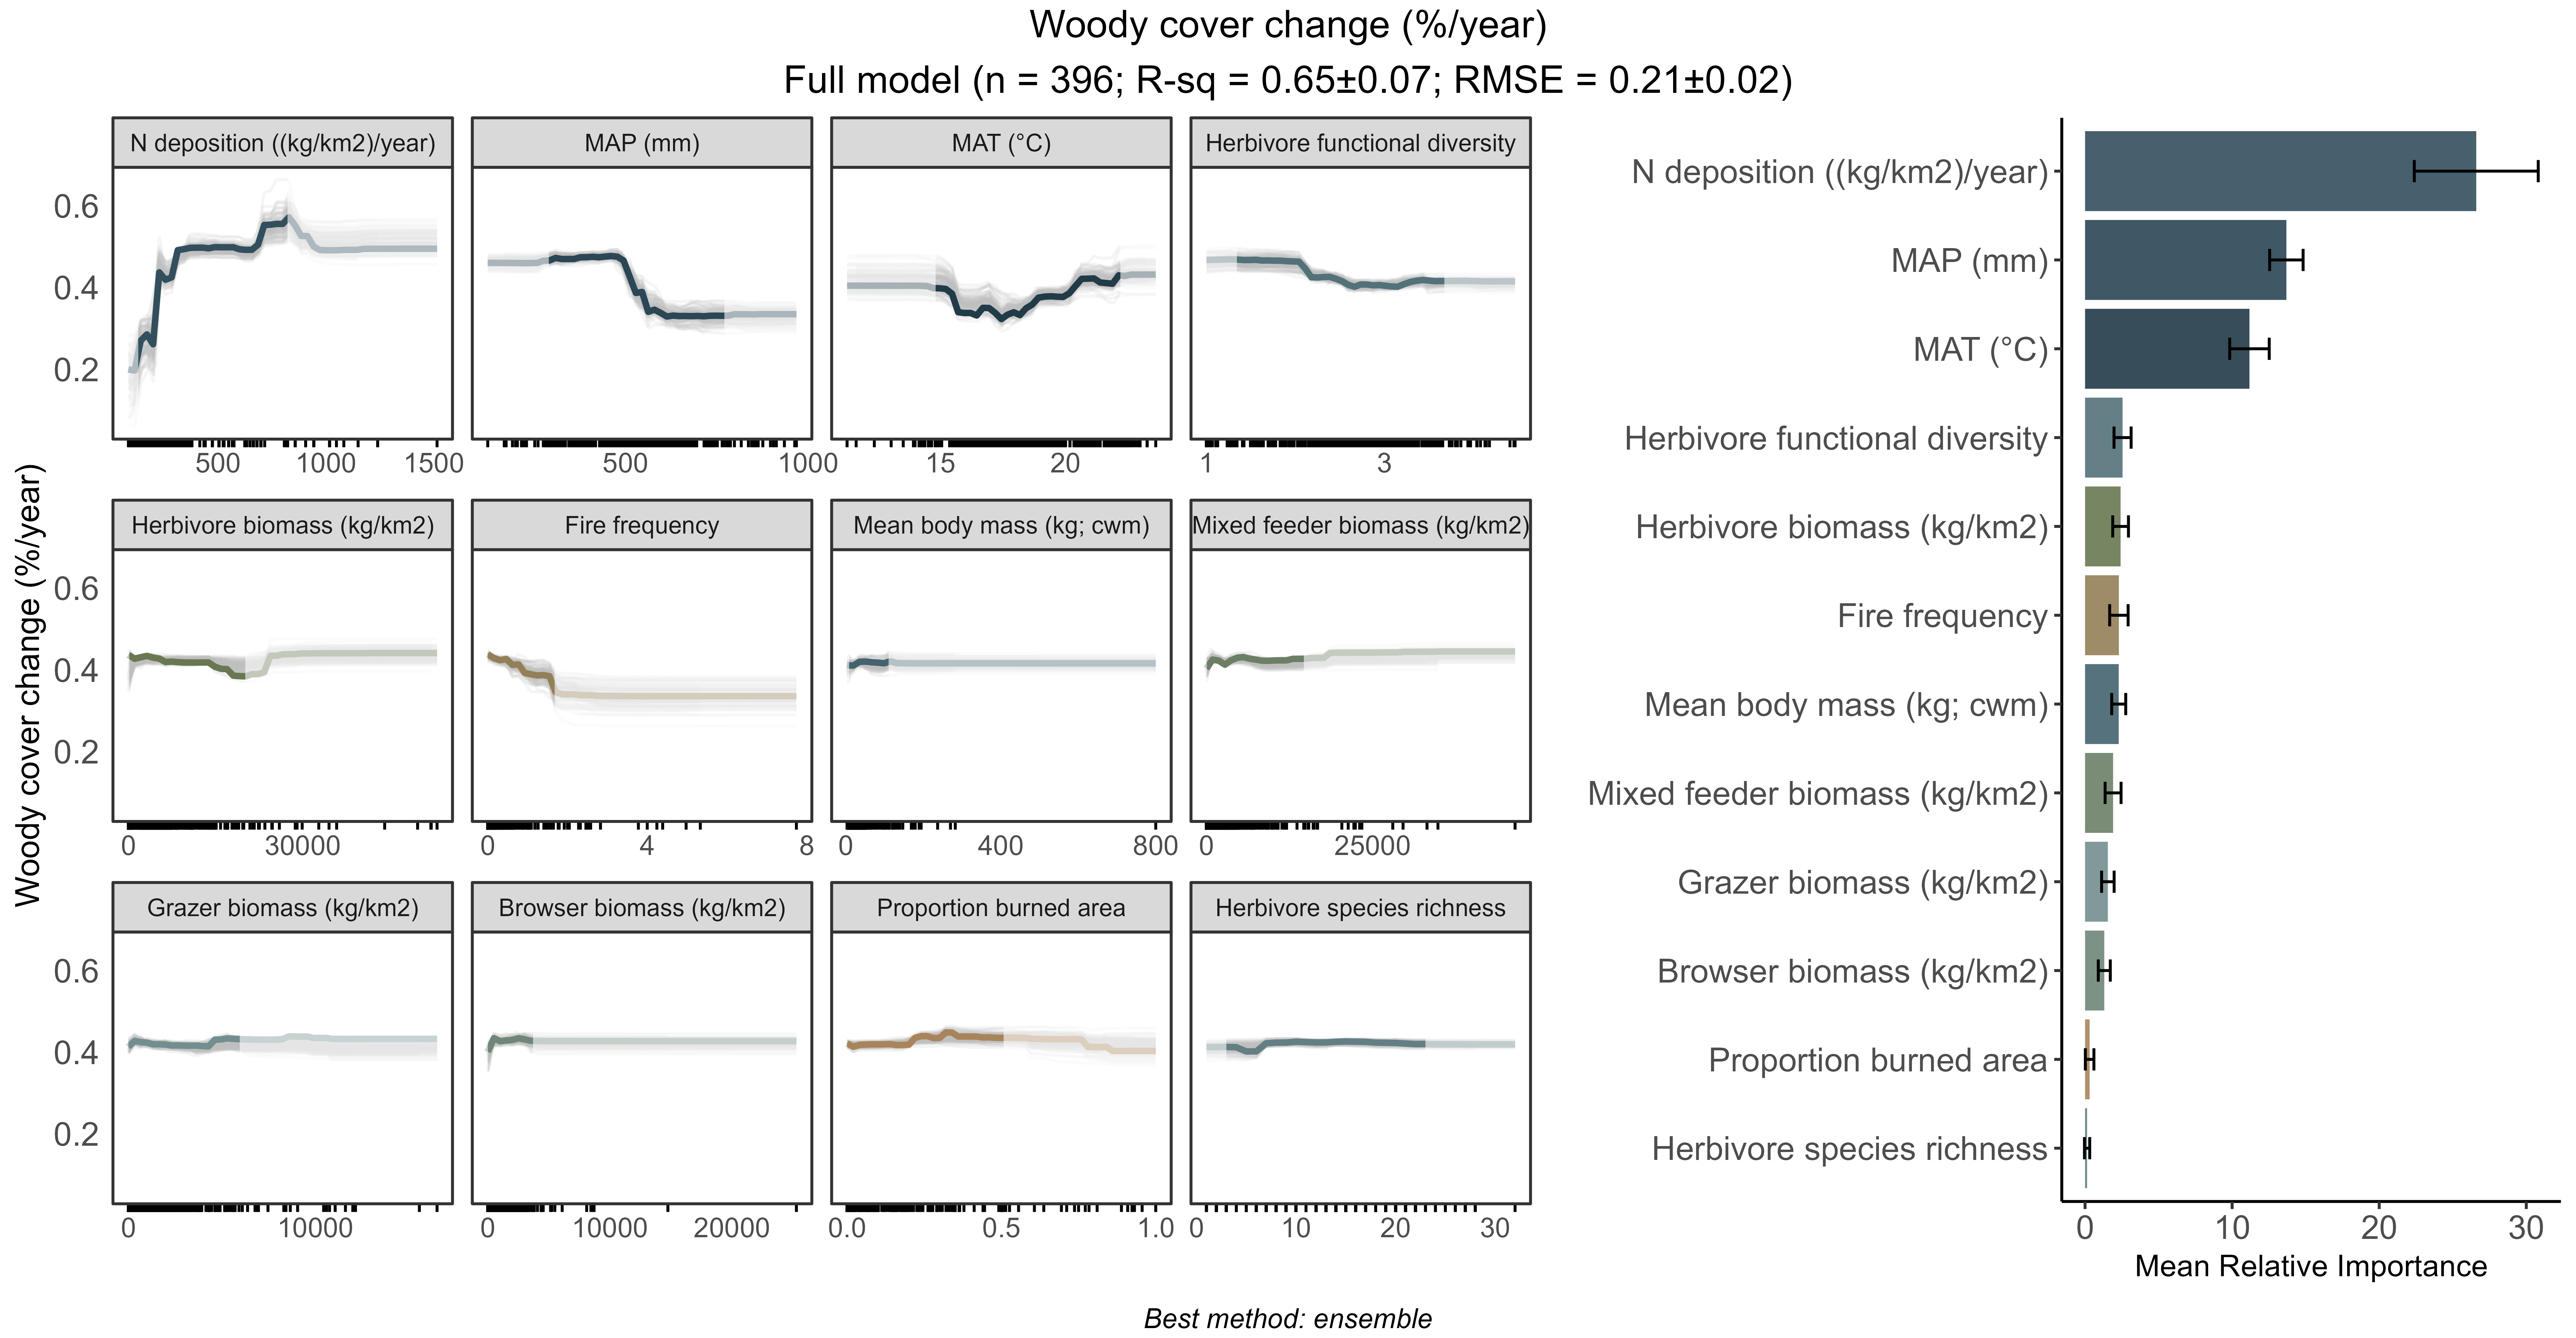 Woody cover change (%/year)
Full model (n = 396; R-sq = 0.65±0.07; RMSE = 0.21±0.02)
Woody cover change (%/year)
N deposition ((kg/km2)/year)
MAP (mm)
MAT (°C)
Herbivore functional diversity
0.6
0.4
0.2
500 1000 1500
500 1000
15 20
1 3
Herbivore biomass (kg/km2)
Fire frequency
Mean body mass (kg; cwm)
Mixed feeder biomass (kg/km2)
0.6
0.4
0.2
0 30000
0 4 8
0 400 800
0 25000
Grazer biomass (kg/km2)
Browser biomass (kg/km2)
Proportion burned area
Herbivore species richness
0.6
0.4
0.2
0 10000
0 10000 20000
0.0 0.5 1.0
0 10 20 30
N deposition ((kg/km2)/year)
MAP (mm)
MAT (°C)
Herbivore functional diversity
Herbivore biomass (kg/km2)
Fire frequency
Mean body mass (kg; cwm)
Mixed feeder biomass (kg/km2)
Grazer biomass (kg/km2)
Browser biomass (kg/km2)
Proportion burned area
Herbivore species richness
0 10 20 30
Mean Relative Importance
Best method: ensemble